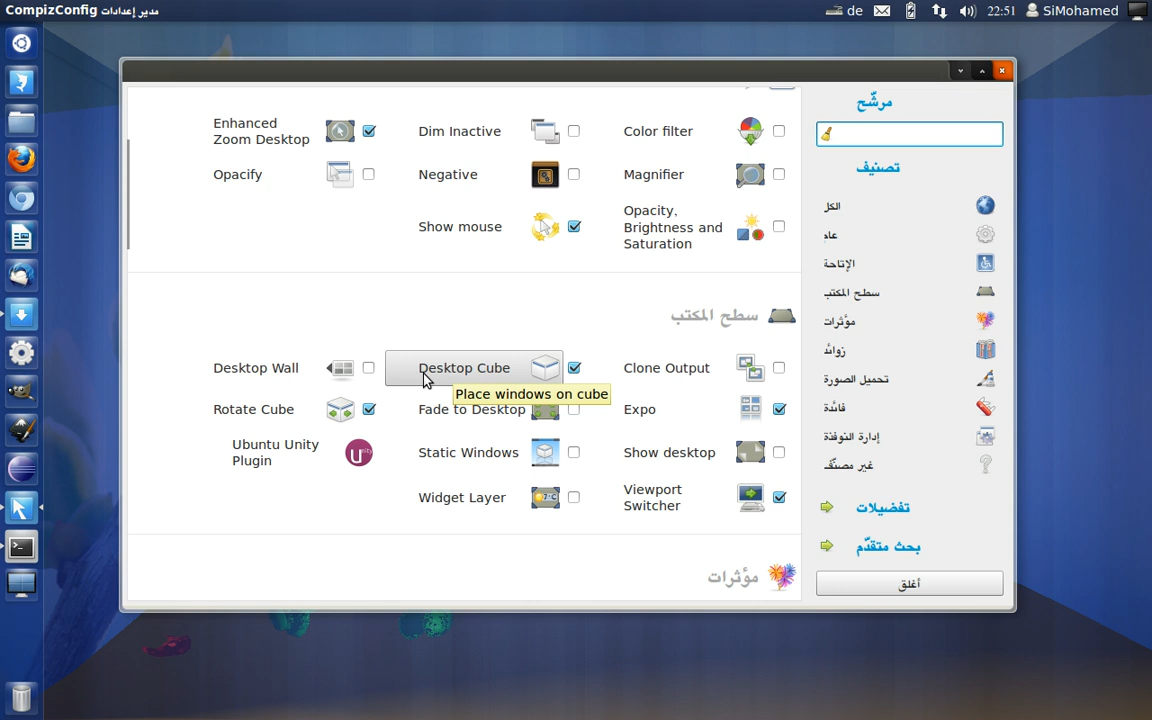 CompizConfig مدير إعدادات
de
22:51
SiMohamed
Enhanced
Zoom Desktop
Dim Inactive
Color filter
Opacify
Negative
Magnifier
Show mouse
Opacity,
Brightness and
Saturation
سطح المكتب
Desktop Wall
Desktop Cube
Clone Output
Place windows on cube
Rotate Cube
Fade to Desktop
Expo
Ubuntu Unity
Plugin
Static Windows
Show desktop
Widget Layer
Viewport
Switcher
مؤثرات
مرشّح
تصنيف
الكل
عام
الإتاحة
سطح المكتب
مؤثرات
زوائد
تحميل الصورة
فائدة
إدارة النوفذة
غير مصنّف
تفضيلات
بحث متقدّم
أغلق